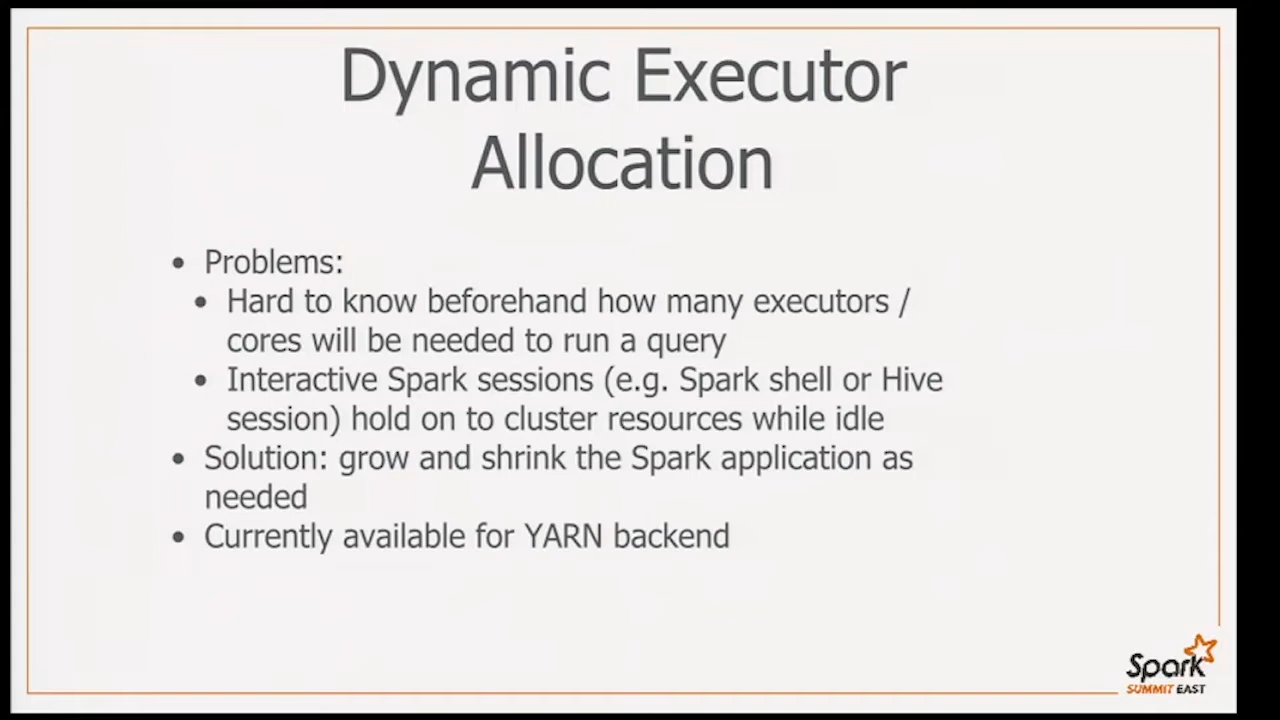 Dynamic Executor
Allocation
• Problems:
• Hard to know beforehand how many executors /
cores will be needed to run a query
• Interactive Spark sessions (e.g. Spark shell or Hive
session) hold on to cluster resources while idle
• Solution: grow and shrink the Spark application as
needed
• Currently available for YARN backend
Spark
SUMMIT EAST